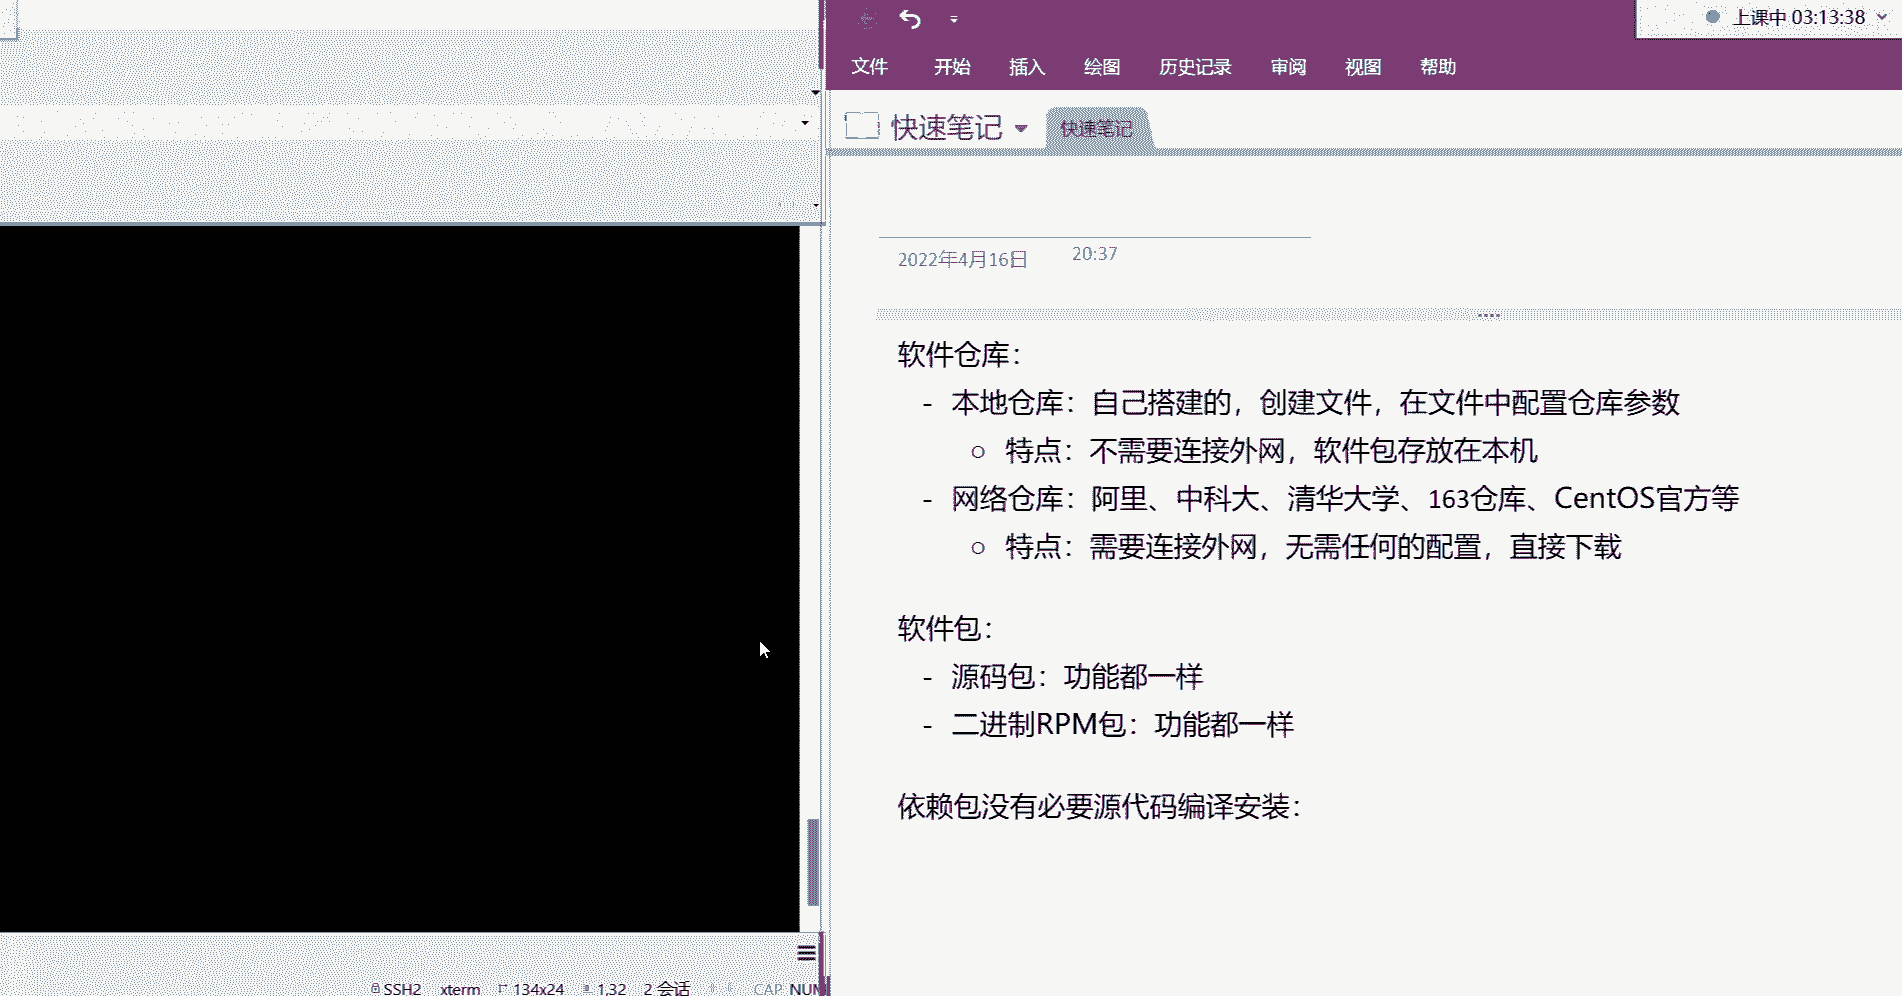 上课中 03:13:38
文件 开始 插入 绘图 历史记录 审阅 视图 帮助
快速笔记 快速笔记
2022年4月16日 20:37
软件仓库：
- 本地仓库：自己搭建的，创建文件，在文件中配置仓库参数
○ 特点：不需要连接外网，软件包存放在本机
- 网络仓库：阿里、中科大、清华大学、163仓库、CentOS官方等
○ 特点：需要连接外网，无需任何的配置，直接下载
软件包：
- 源码包：功能都一样
- 二进制RPM包：功能都一样
依赖包没有必要源代码编译安装：
SSH2 xterm 134x24 1,32 2 会话 CAP NUM